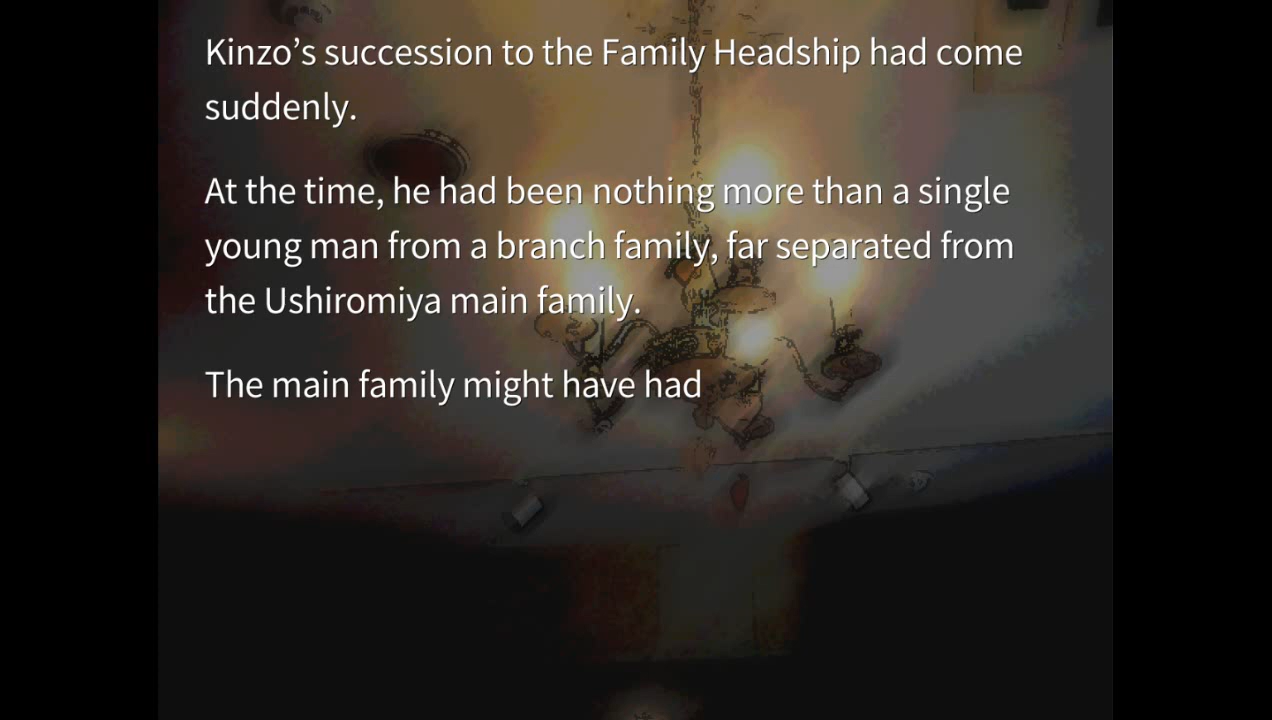 Kinzo’s succession to the Family Headship had come
suddenly.
At the time, he had been nothing more than a single
young man from a branch family, far separated from
the Ushiromiya main family.
The main family might have had